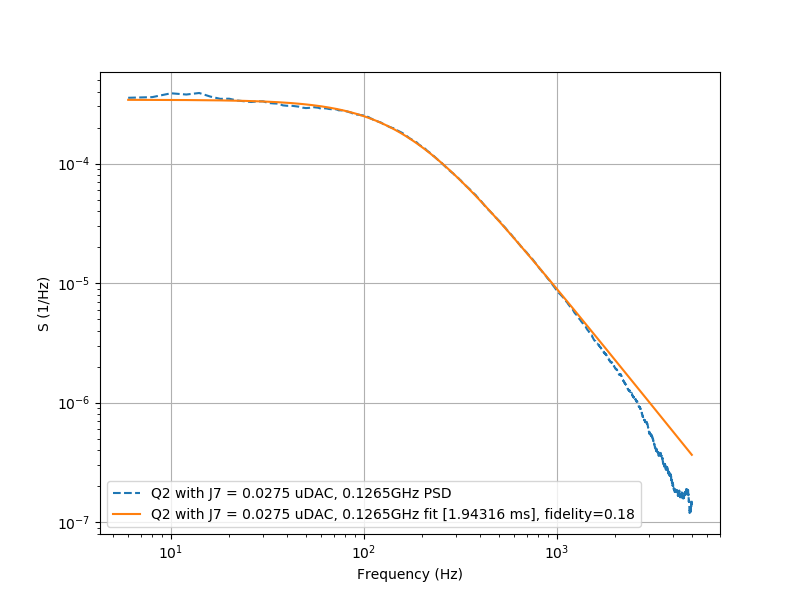 S (1/Hz)
10⁻⁴
10⁻⁵
10⁻⁶
10⁻⁷
Q2 with J7 = 0.0275 uDAC, 0.1265GHz PSD
Q2 with J7 = 0.0275 uDAC, 0.1265GHz fit [1.94316 ms], fidelity=0.18
10¹ 10² 10³
Frequency (Hz)